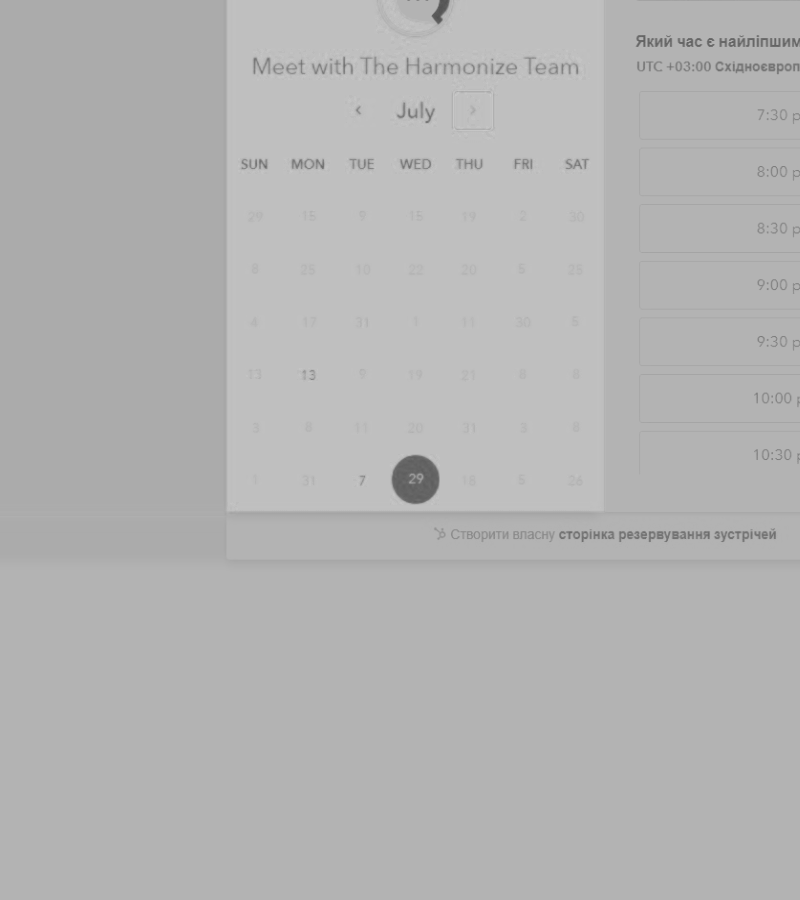 Meet with The Harmonize Team
July
SUN MON TUE WED THU FRI SAT
29 15 9 15 19 2 30
8 25 10 22 20 5 25
4 17 31 1 11 30 5
13 13 9 19 21 8 8
3 8 11 20 31 3 8
7 31 7 29 18 5 26
Який час є найліпшим
UTC +03:00 Східноєвроп
7:30 p
8:00 p
8:30 p
9:00 p
9:30 p
10:00 p
10:30 p
Створити власну сторінка резервування зустрічей